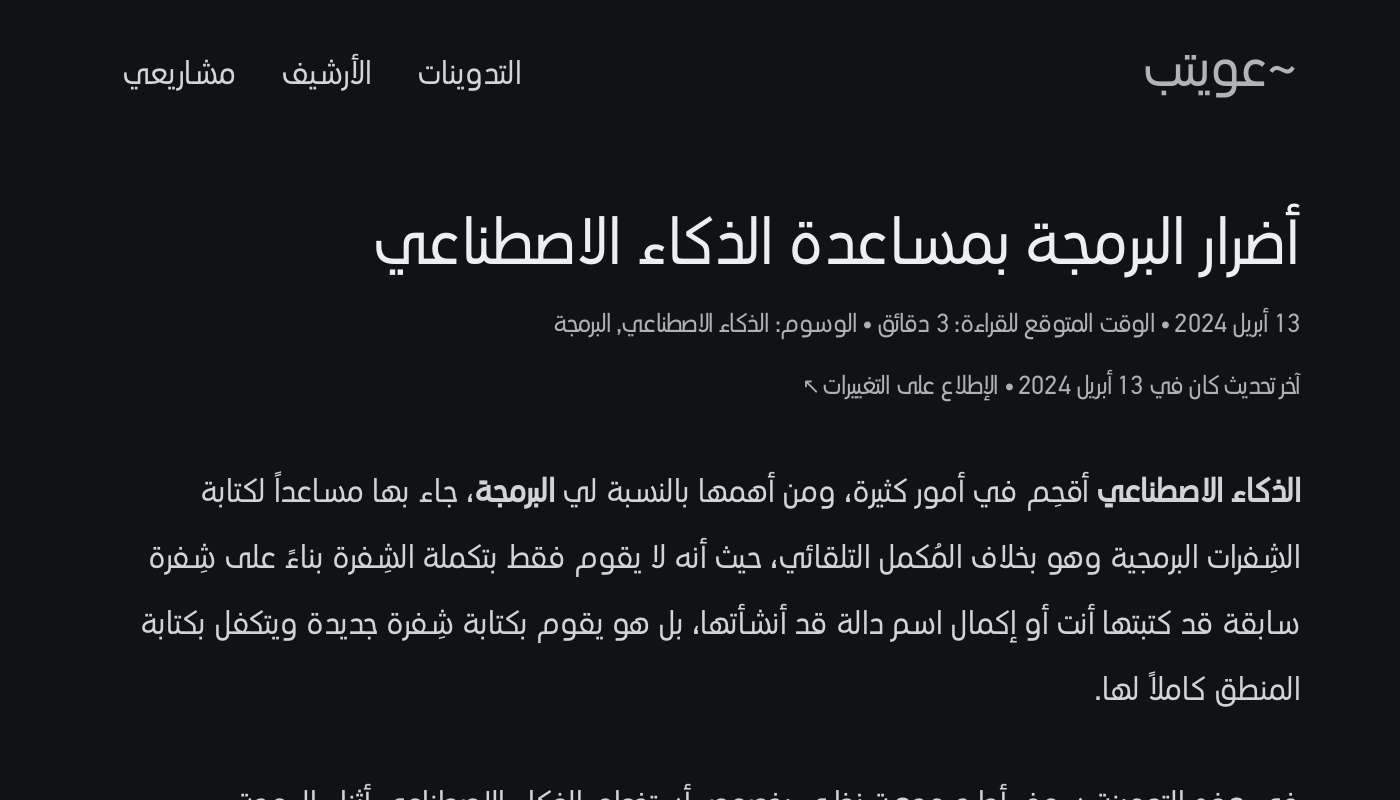 ~عويتب
التدوينات الأرشيف مشاريعي
أضرار البرمجة بمساعدة الذكاء الاصطناعي
13 أبريل 2024 • الوقت المتوقع للقراءة: 3 دقائق • الوسوم: الذكاء الاصطناعي, البرمجة
آخر تحديث كان في 13 أبريل 2024 • الإطلاع على التغييرات ↖
الذكاء الاصطناعي أقحِم في أمور كثيرة، ومن أهمها بالنسبة لي البرمجة، جاء بها مساعداً لكتابة
الشِفرات البرمجية وهو بخلاف المُكمل التلقائي، حيث أنه لا يقوم فقط بتكملة الشِفرة بناءً على شِفرة
سابقة قد كتبتها أنت أو إكمال اسم دالة قد أنشأتها، بل هو يقوم بكتابة شِفرة جديدة ويتكفل بكتابة
المنطق كاملاً لها.